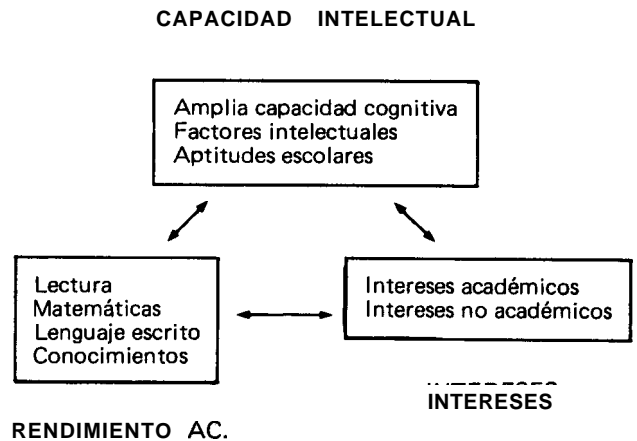 CAPACIDAD INTELECTUAL
Amplia capacidad cognitiva
Factores intelectuales
Aptitudes escolares
Lectura
Matemáticas
Lenguaje escrito
Conocimientos
Intereses académicos
Intereses no académicos
INTERESES
RENDIMIENTO AC.